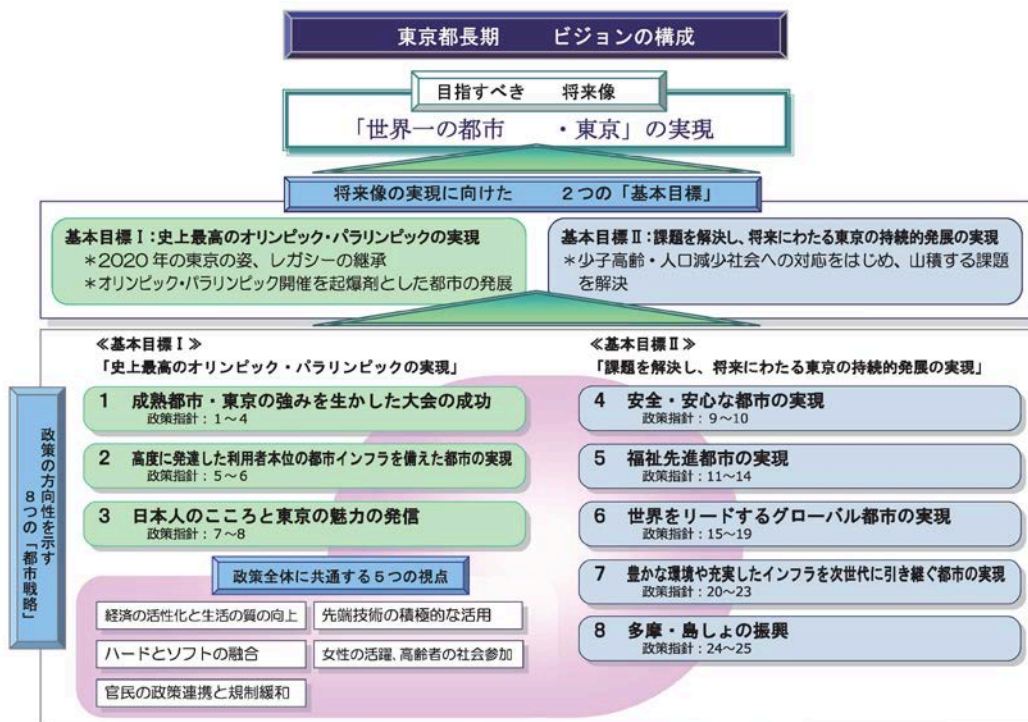 東京都長期　　ビジョンの構成
目指すべき　将来像
「世界一の都市　・東京」の実現
将来像の実現に向けた　　２つの「基本目標」
基本目標Ⅰ：史上最高のオリンピック・パラリンピックの実現
＊2020年の東京の姿、レガシーの継承
＊オリンピック・パラリンピック開催を起爆剤とした都市の発展
基本目標Ⅱ：課題を解決し、将来にわたる東京の持続的発展の実現
＊少子高齢・人口減少社会への対応をはじめ、山積する課題
を解決
政策の方向性を示す
８つの「都市戦略」
≪基本目標Ⅰ≫
「史上最高のオリンピック・パラリンピックの実現」
1　成熟都市・東京の強みを生かした大会の成功
政策指針：1～4
2　高度に発達した利用者本位の都市インフラを備えた都市の実現
政策指針：5～6
3　日本人のこころと東京の魅力の発信
政策指針：7～8
政策全体に共通する５つの視点
経済の活性化と生活の質の向上
先端技術の積極的な活用
ハードとソフトの融合
女性の活躍、高齢者の社会参加
官民の政策連携と規制緩和
≪基本目標Ⅱ≫
「課題を解決し、将来にわたる東京の持続的発展の実現」
4　安全・安心な都市の実現
政策指針：9～10
5　福祉先進都市の実現
政策指針：11～14
6　世界をリードするグローバル都市の実現
政策指針：15～19
7　豊かな環境や充実したインフラを次世代に引き継ぐ都市の実現
政策指針：20～23
8　多摩・島しょの振興
政策指針：24～25